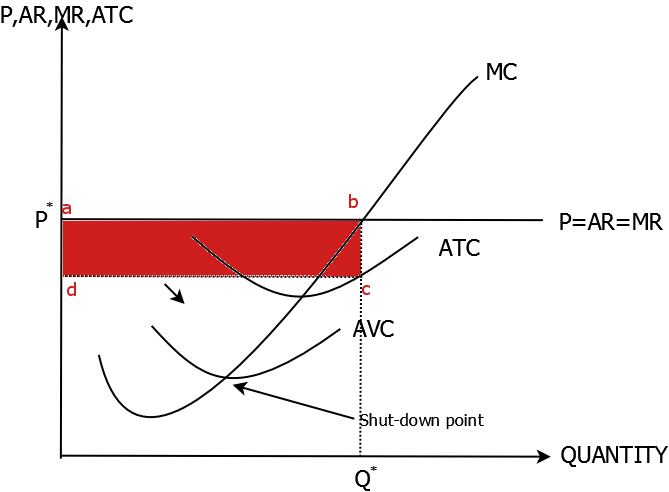 P,AR,MR,ATC
MC
P*
a
b
P=AR=MR
ATC
d
c
AVC
Shut-down point
QUANTITY
Q*